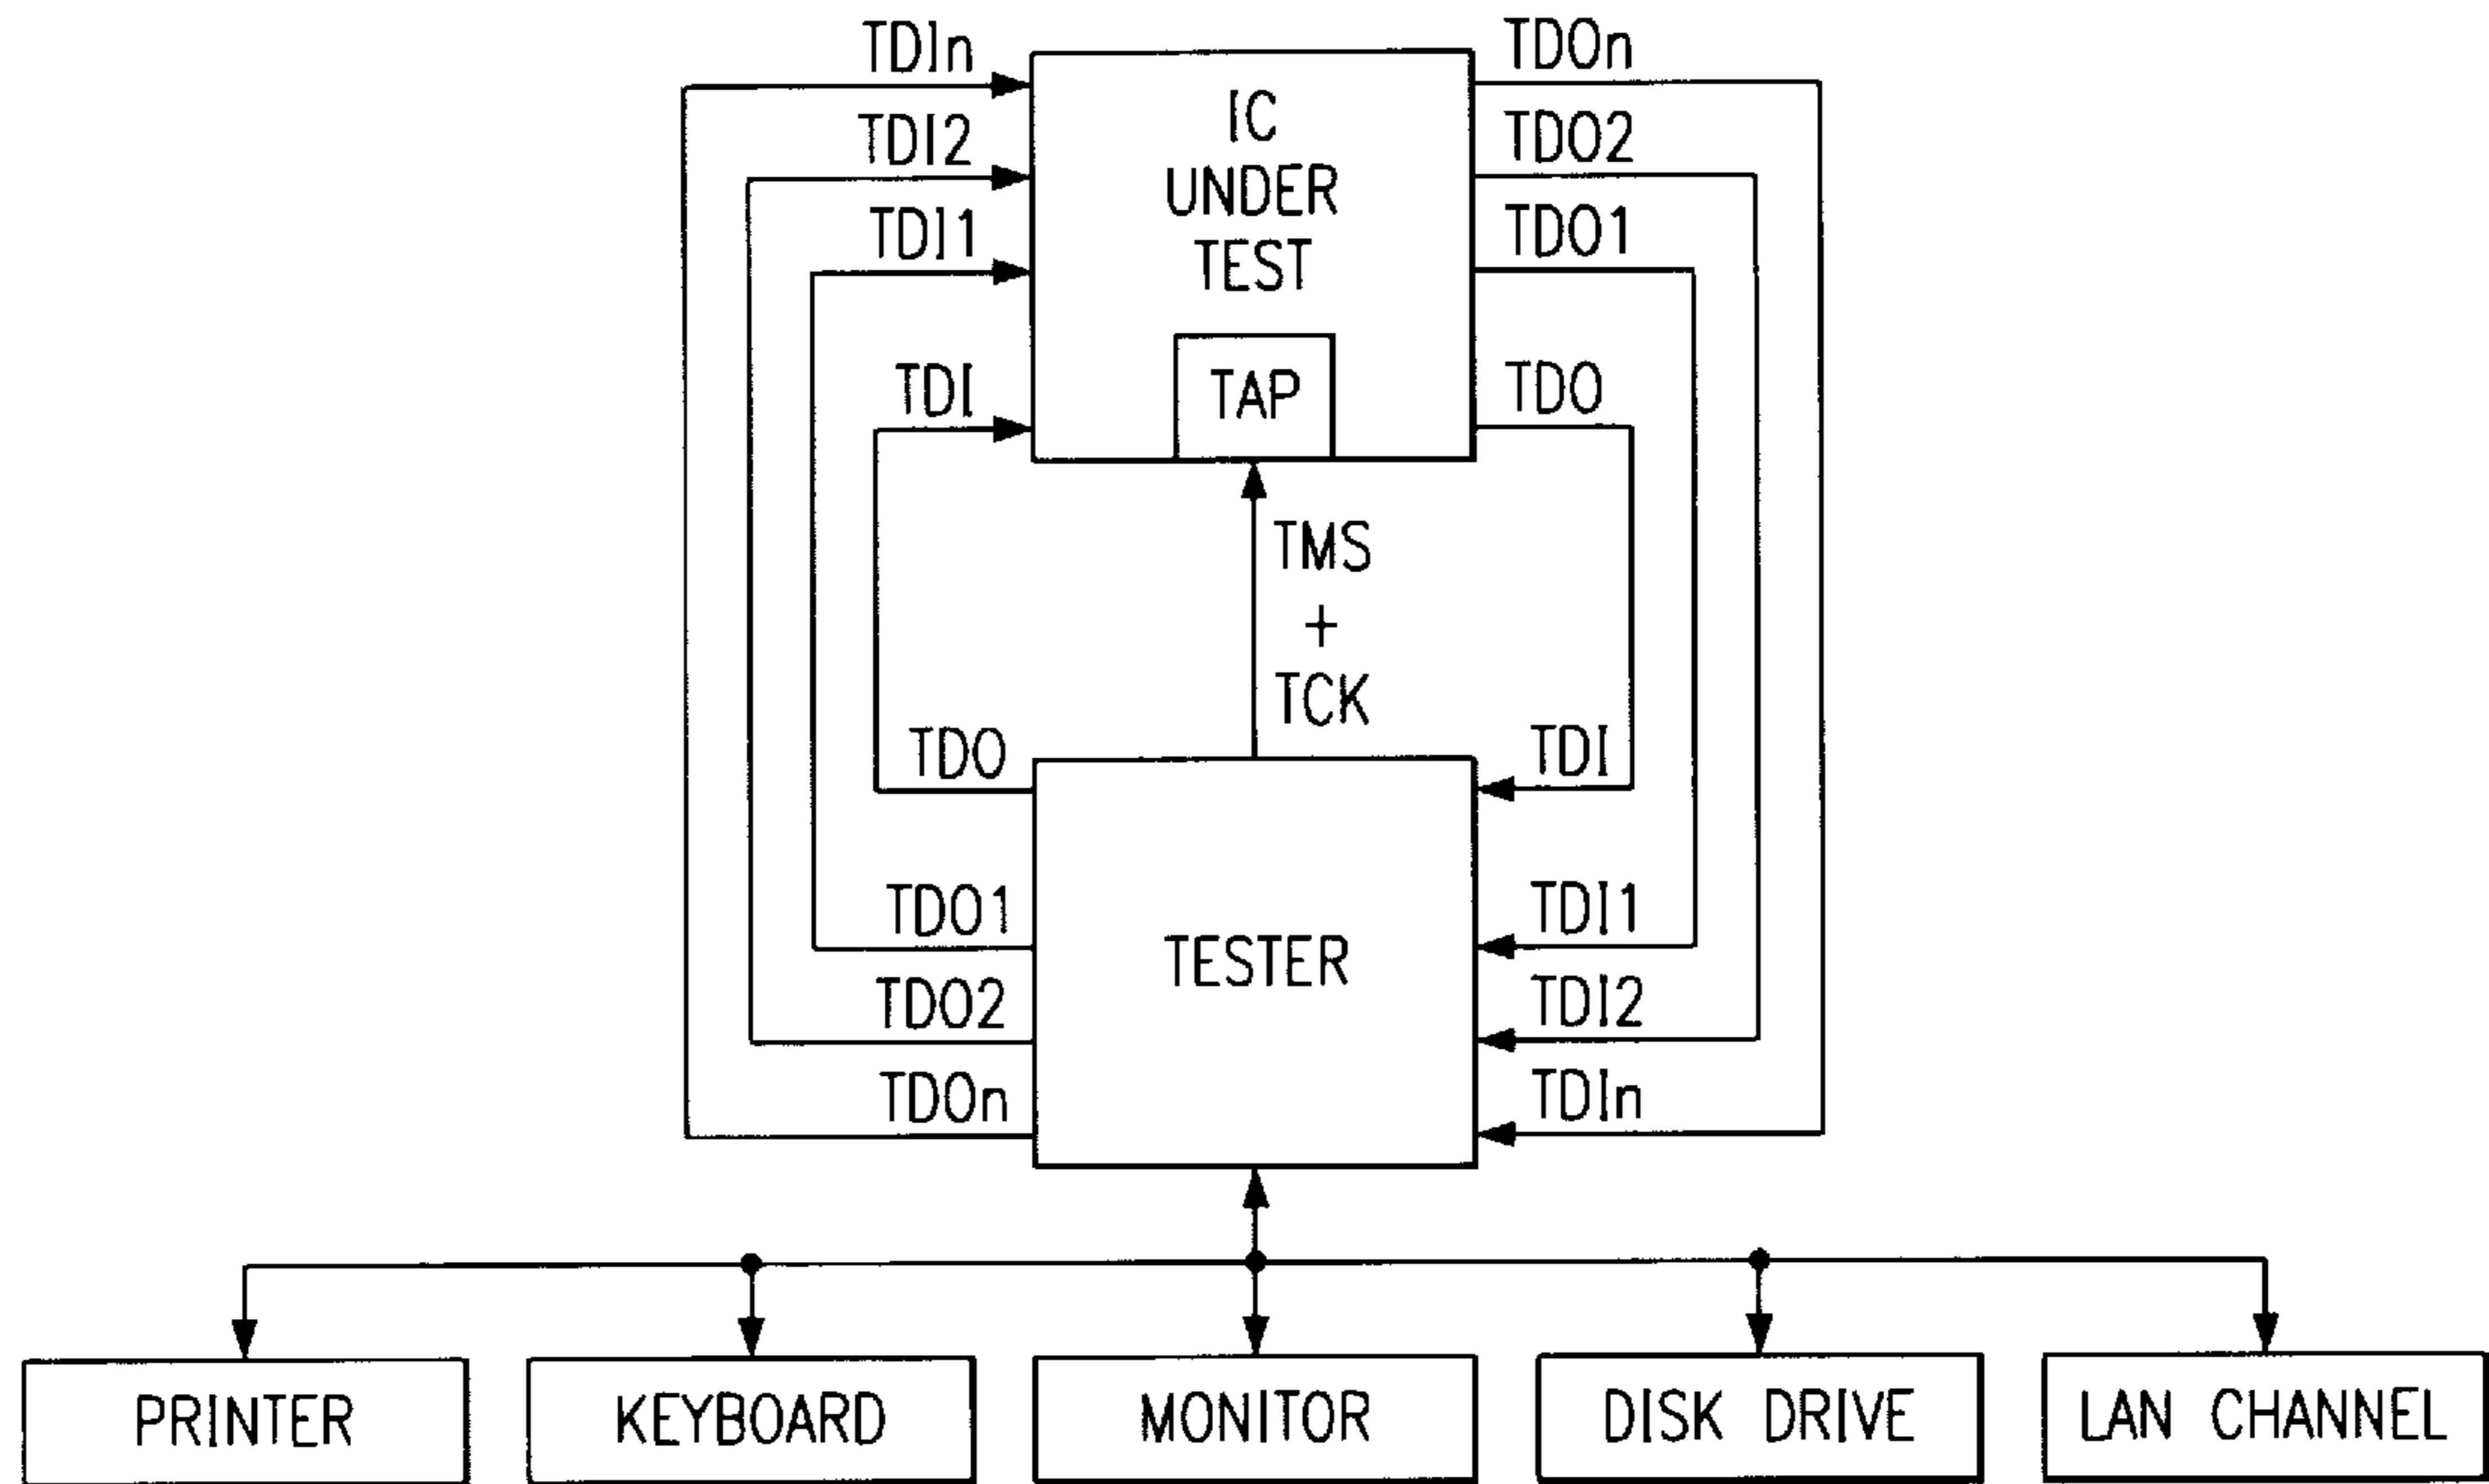 TDIn
TDOn
IC
UNDER
TEST
TDI2
TDO2
TDI1
TDO1
TDI
TAP
TDO
TMS
+
TCK
TDO
TDI
TESTER
TDO1
TDI1
TDO2
TDI2
TDOn
TDIn
PRINTER
KEYBOARD
MONITOR
DISK DRIVE
LAN CHANNEL